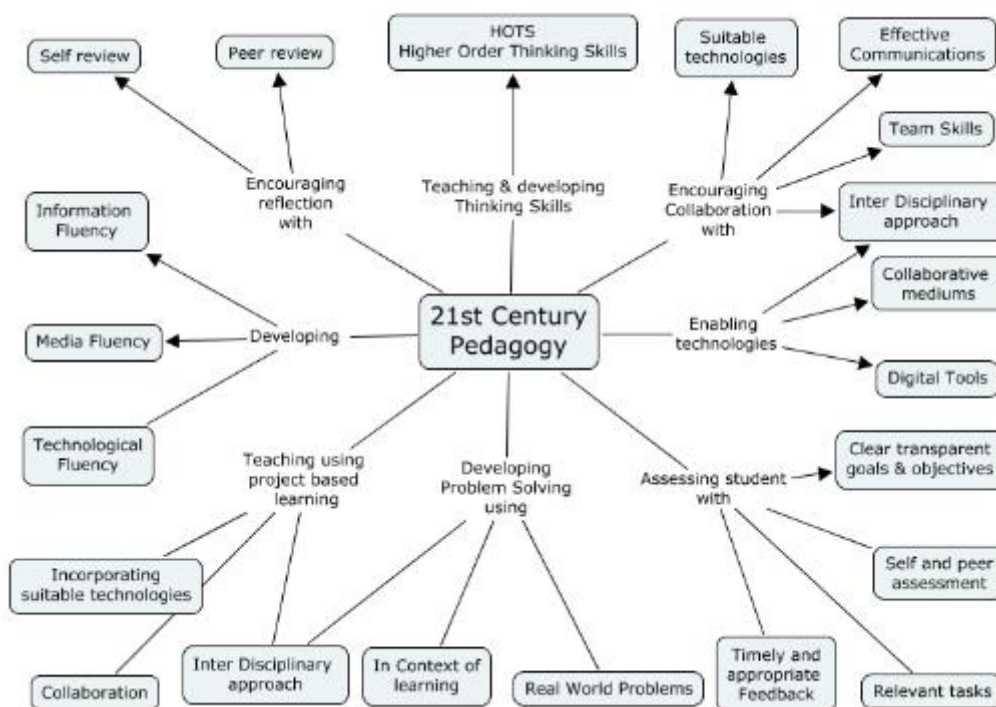 HOTS
Higher Order Thinking Skills
Self review
Peer review
Suitable
technologies
Effective
Communications
Team Skills
Encouraging
reflection
with
Teaching & developing
Thinking Skills
Encouraging
Collaboration
with
Inter Disciplinary
approach
Information
Fluency
Collaborative
mediums
21st Century
Pedagogy
Developing
Enabling
technologies
Media Fluency
Digital Tools
Technological
Fluency
Teaching using
project based
learning
Developing
Problem Solving
using
Assessing student
with
Clear transparent
goals & objectives
Incorporating
suitable technologies
Self and peer
assessment
Collaboration
Inter Disciplinary
approach
In Context of
learning
Real World Problems
Timely and
appropriate
Feedback
Relevant tasks